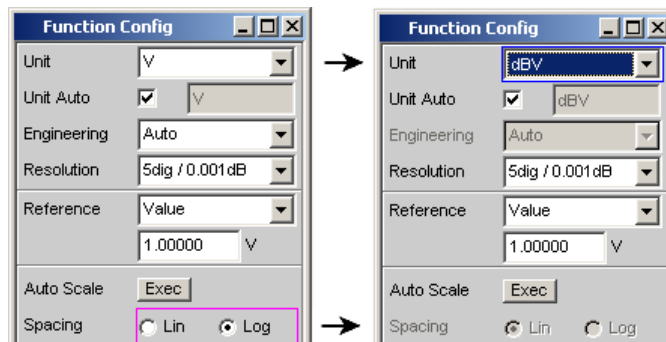 Function Config
Unit V
Unit Auto V
Engineering Auto
Resolution 5dig / 0.001dB
Reference Value
1.00000 V
Auto Scale Exec
Spacing Lin Log
Function Config
Unit dBV
Unit Auto dBV
Engineering Auto
Resolution 5dig / 0.001dB
Reference Value
1.00000 V
Auto Scale Exec
Spacing Lin Log